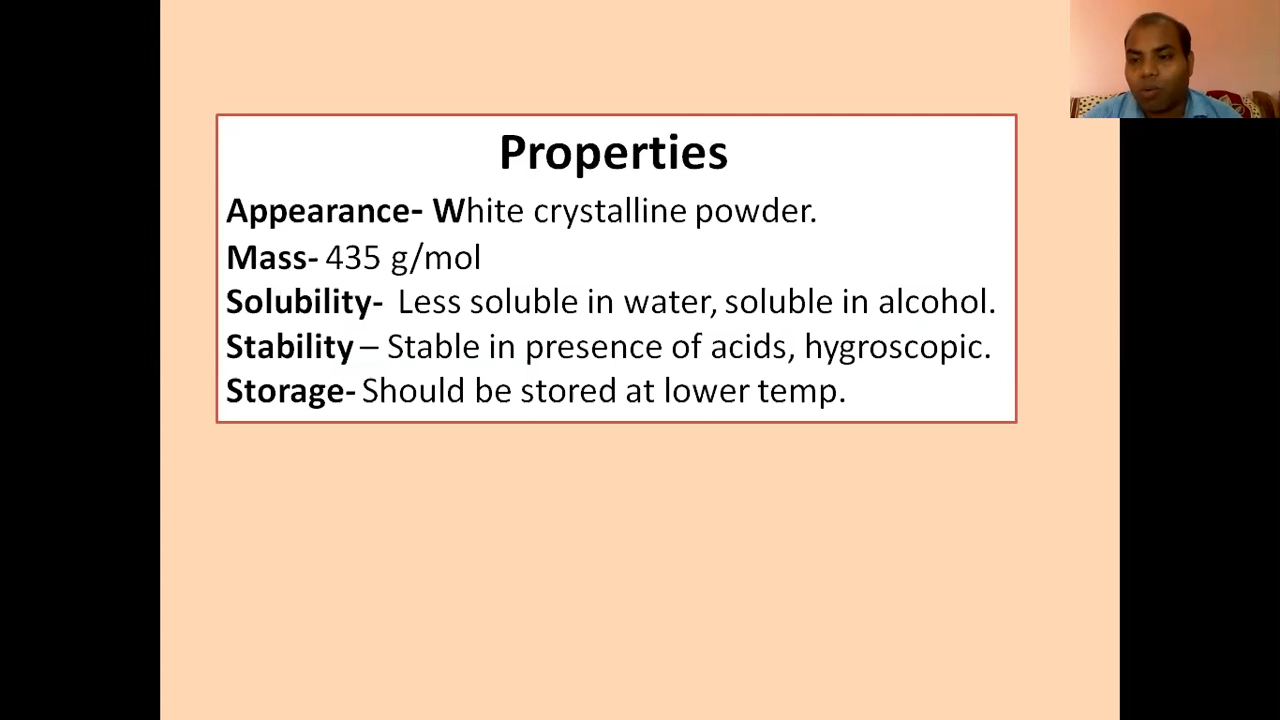 Properties
Appearance- White crystalline powder.
Mass- 435 g/mol
Solubility- Less soluble in water, soluble in alcohol.
Stability – Stable in presence of acids, hygroscopic.
Storage- Should be stored at lower temp.